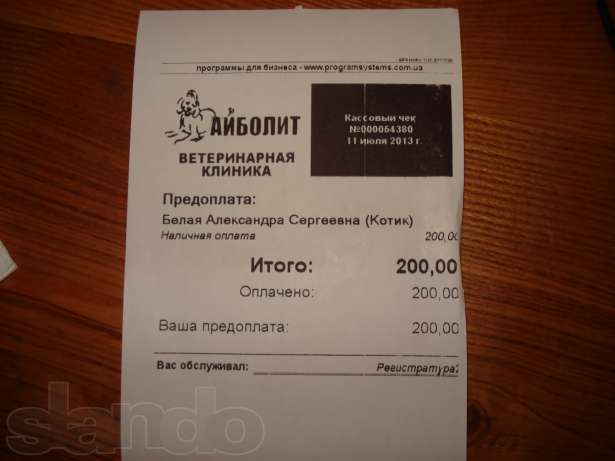 программы для бизнеса - www.programsystems.com.ua
АЙБОЛИТ
ВЕТЕРИНАРНАЯ
КЛИНИКА
Кассовый чек
№000064380
11 июля 2013 г.
Предоплата:
Белая Александра Сергеевна (Котик)
Наличная оплата 200,00
Итого: 200,00
Оплачено: 200,00
Ваша предоплата: 200,00
Вас обслуживал: Регистратура2
slando